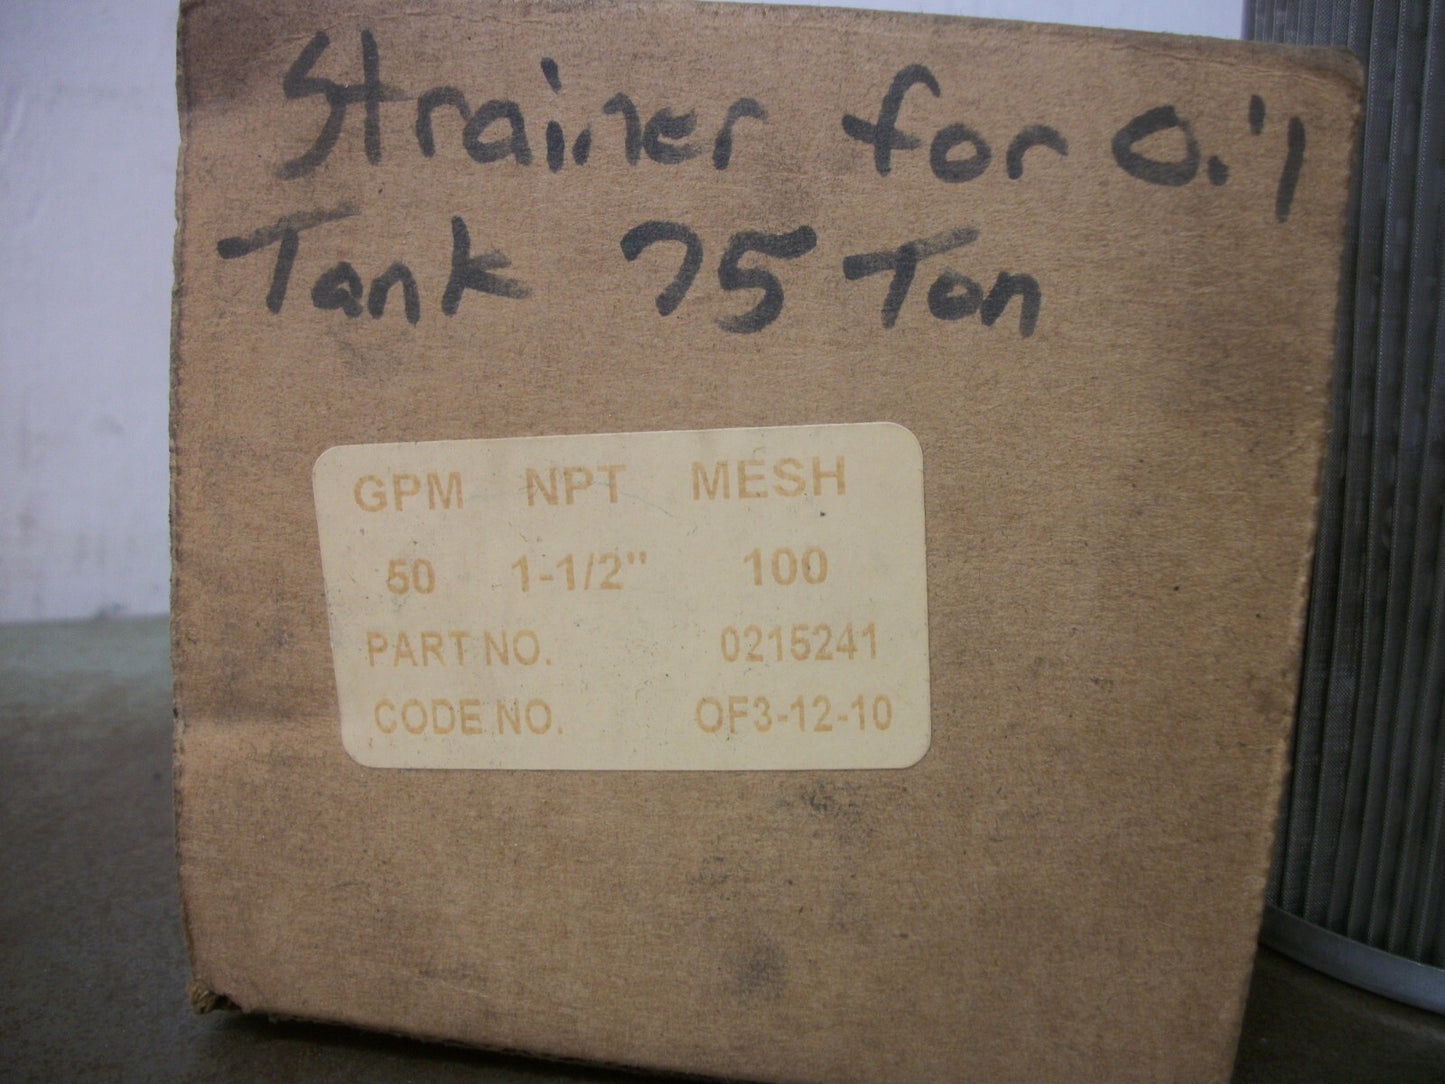 Strainer for Oil
Tank 75 Ton
GPM NPT MESH
50 1-1/2" 100
PART NO. 0215241
CODE NO. OF3-12-10